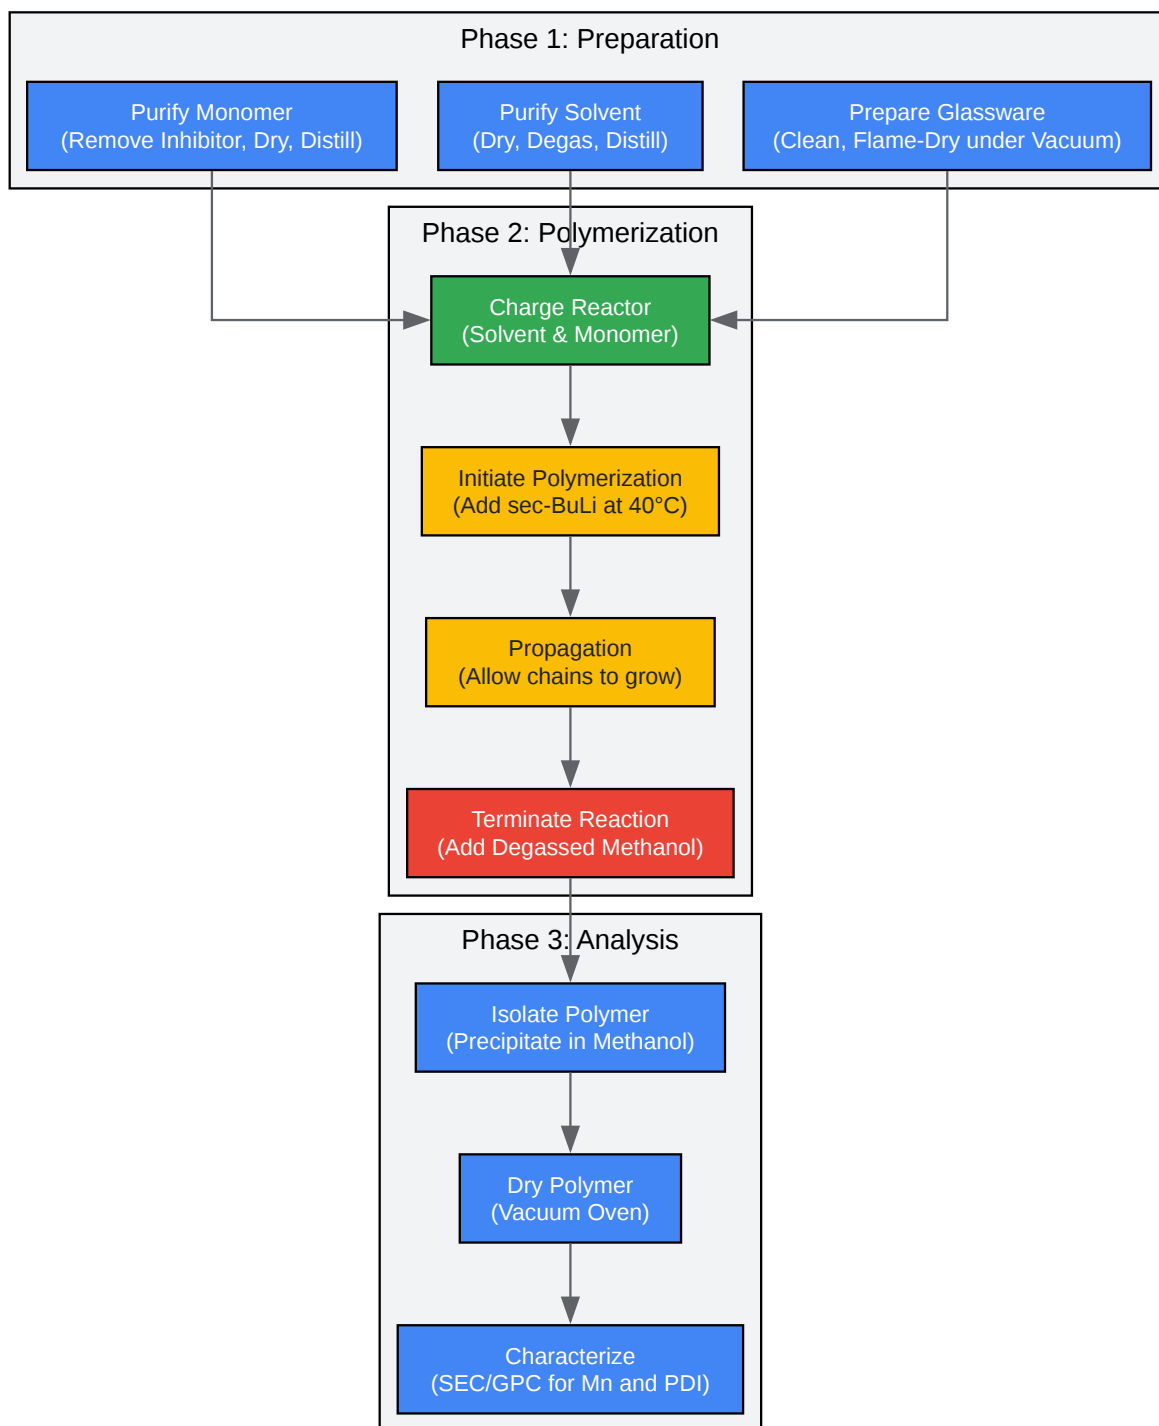 Phase 1: Preparation
Purify Monomer
(Remove Inhibitor, Dry, Distill)
Purify Solvent
(Dry, Degas, Distill)
Prepare Glassware
(Clean, Flame-Dry under Vacuum)
Phase 2: Polymerization
Charge Reactor
(Solvent & Monomer)
Initiate Polymerization
(Add sec-BuLi at 40°C)
Propagation
(Allow chains to grow)
Terminate Reaction
(Add Degassed Methanol)
Phase 3: Analysis
Isolate Polymer
(Precipitate in Methanol)
Dry Polymer
(Vacuum Oven)
Characterize
(SEC/GPC for Mn and PDI)